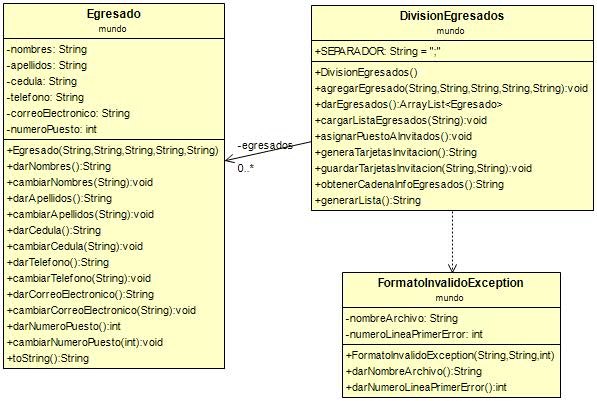 Egresado
mundo
-nombres: String
-apellidos: String
-cedula: String
-telefono: String
-correoElectronico: String
-numeroPuesto: int
+Egresado(String,String,String,String,String)
+darNombres():String
+cambiarNombres(String):void
+darApellidos():String
+cambiarApellidos(String):void
+darCedula():String
+cambiarCedula(String):void
+darTelefono():String
+cambiarTelefono(String):void
+darCorreoElectronico():String
+cambiarCorreoElectronico(String):void
+darNumeroPuesto():int
+cambiarNumeroPuesto(int):void
+toString():String
-egresados
0..*
DivisionEgresados
mundo
+SEPARADOR: String = ";"
+DivisionEgresados()
+agregarEgresado(String,String,String,String,String):void
+darEgresados():ArrayList<Egresado>
+cargarListaEgresados(String):void
+asignarPuestoAInvitados():void
+generaTarjetasInvitacion():String
+guardarTarjetasInvitacion(String,String):void
+obtenerCadenaInfoEgresados():String
+generarLista():String
FormatoInvalidoException
mundo
-nombreArchivo: String
-numeroLineaPrimerError: int
+FormatoInvalidoException(String,String,int)
+darNombreArchivo():String
+darNumeroLineaPrimerError():int